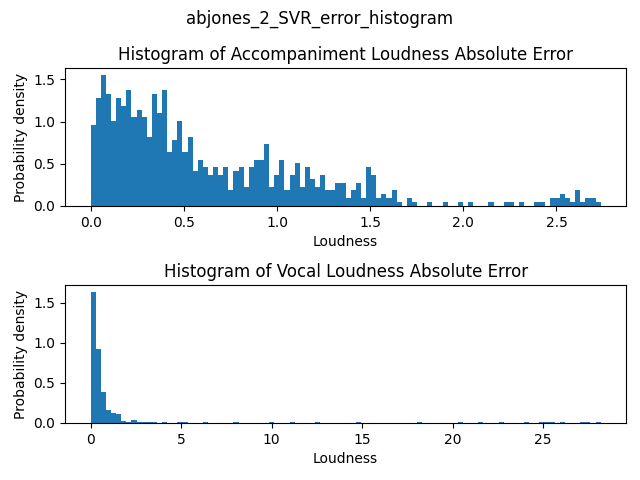 abjones_2_SVR_error_histogram
Histogram of Accompaniment Loudness Absolute Error
Probability density
1.5
1.0
0.5
0.0
0.0 0.5 1.0 1.5 2.0 2.5
Loudness
Histogram of Vocal Loudness Absolute Error
Probability density
1.5
1.0
0.5
0.0
0 5 10 15 20 25
Loudness